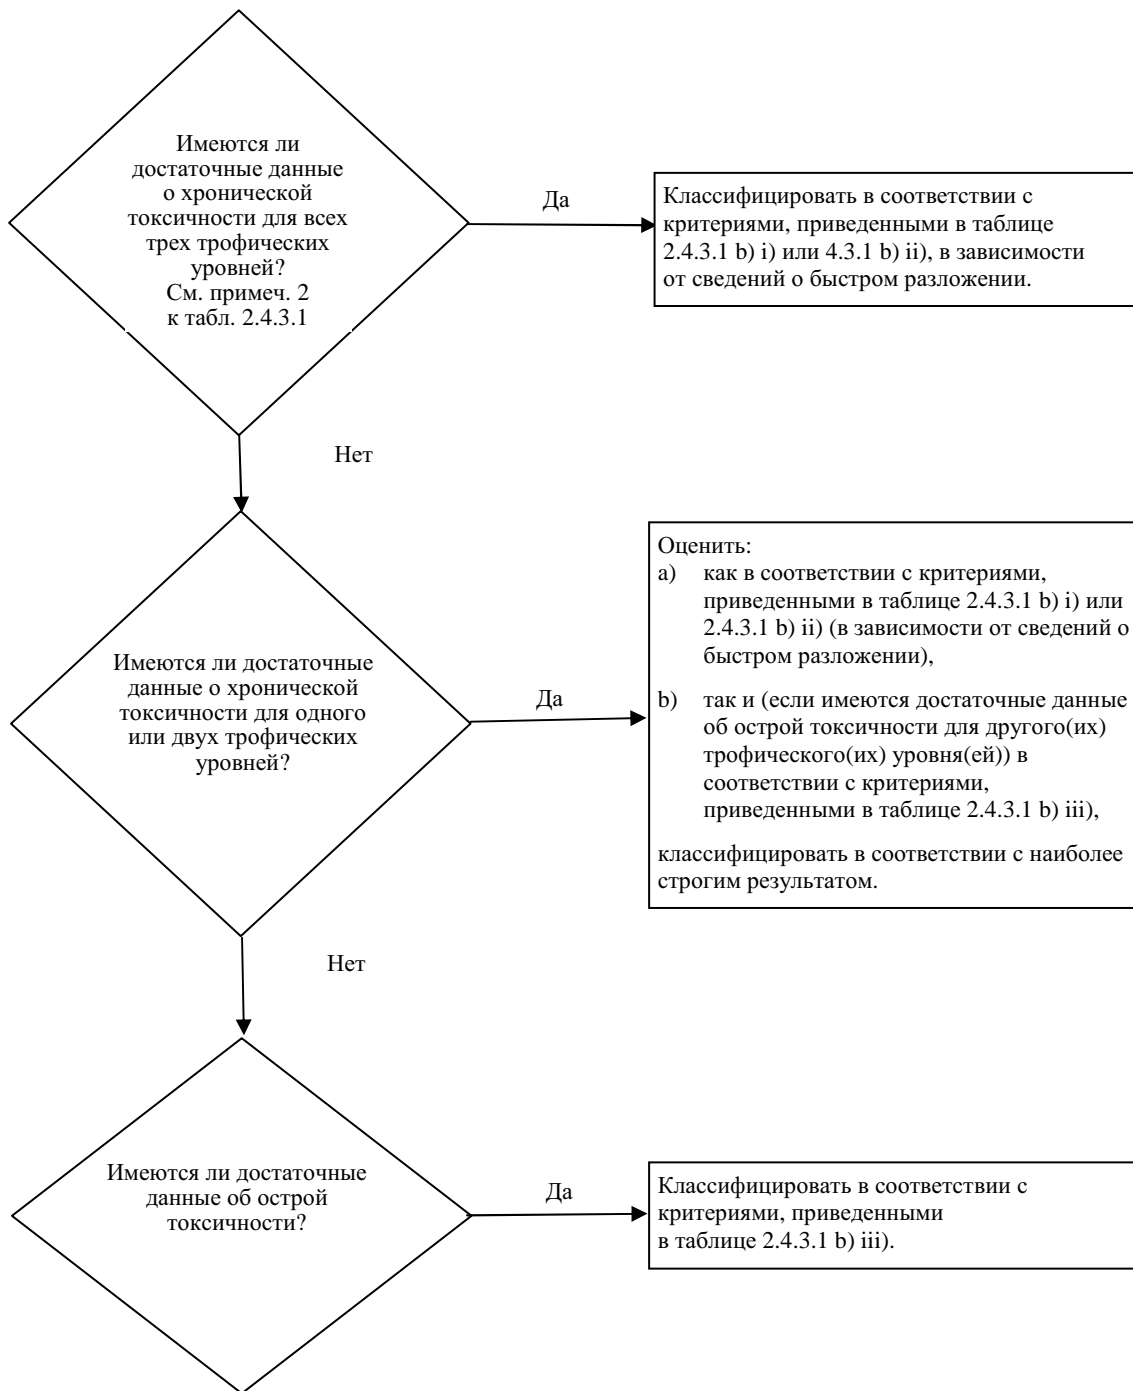 Имеются ли
достаточные данные
о хронической
токсичности для всех
трех трофических
уровней?
См. примеч. 2
к табл. 2.4.3.1
Да
Классифицировать в соответствии с
критериями, приведенными в таблице
2.4.3.1 b) i) или 4.3.1 b) ii), в зависимости
от сведений о быстром разложении.
Нет
Имеются ли достаточные
данные о хронической
токсичности для одного
или двух трофических
уровней?
Да
Оценить:
a) как в соответствии с критериями,
приведенными в таблице 2.4.3.1 b) i) или
2.4.3.1 b) ii) (в зависимости от сведений о
быстром разложении),
b) так и (если имеются достаточные данные
об острой токсичности для другого(их)
трофического(их) уровня(ей)) в
соответствии с критериями,
приведенными в таблице 2.4.3.1 b) iii),
классифицировать в соответствии с наиболее
строгим результатом.
Нет
Имеются ли достаточные
данные об острой
токсичности?
Да
Классифицировать в соответствии с
критериями, приведенными
в таблице 2.4.3.1 b) iii).